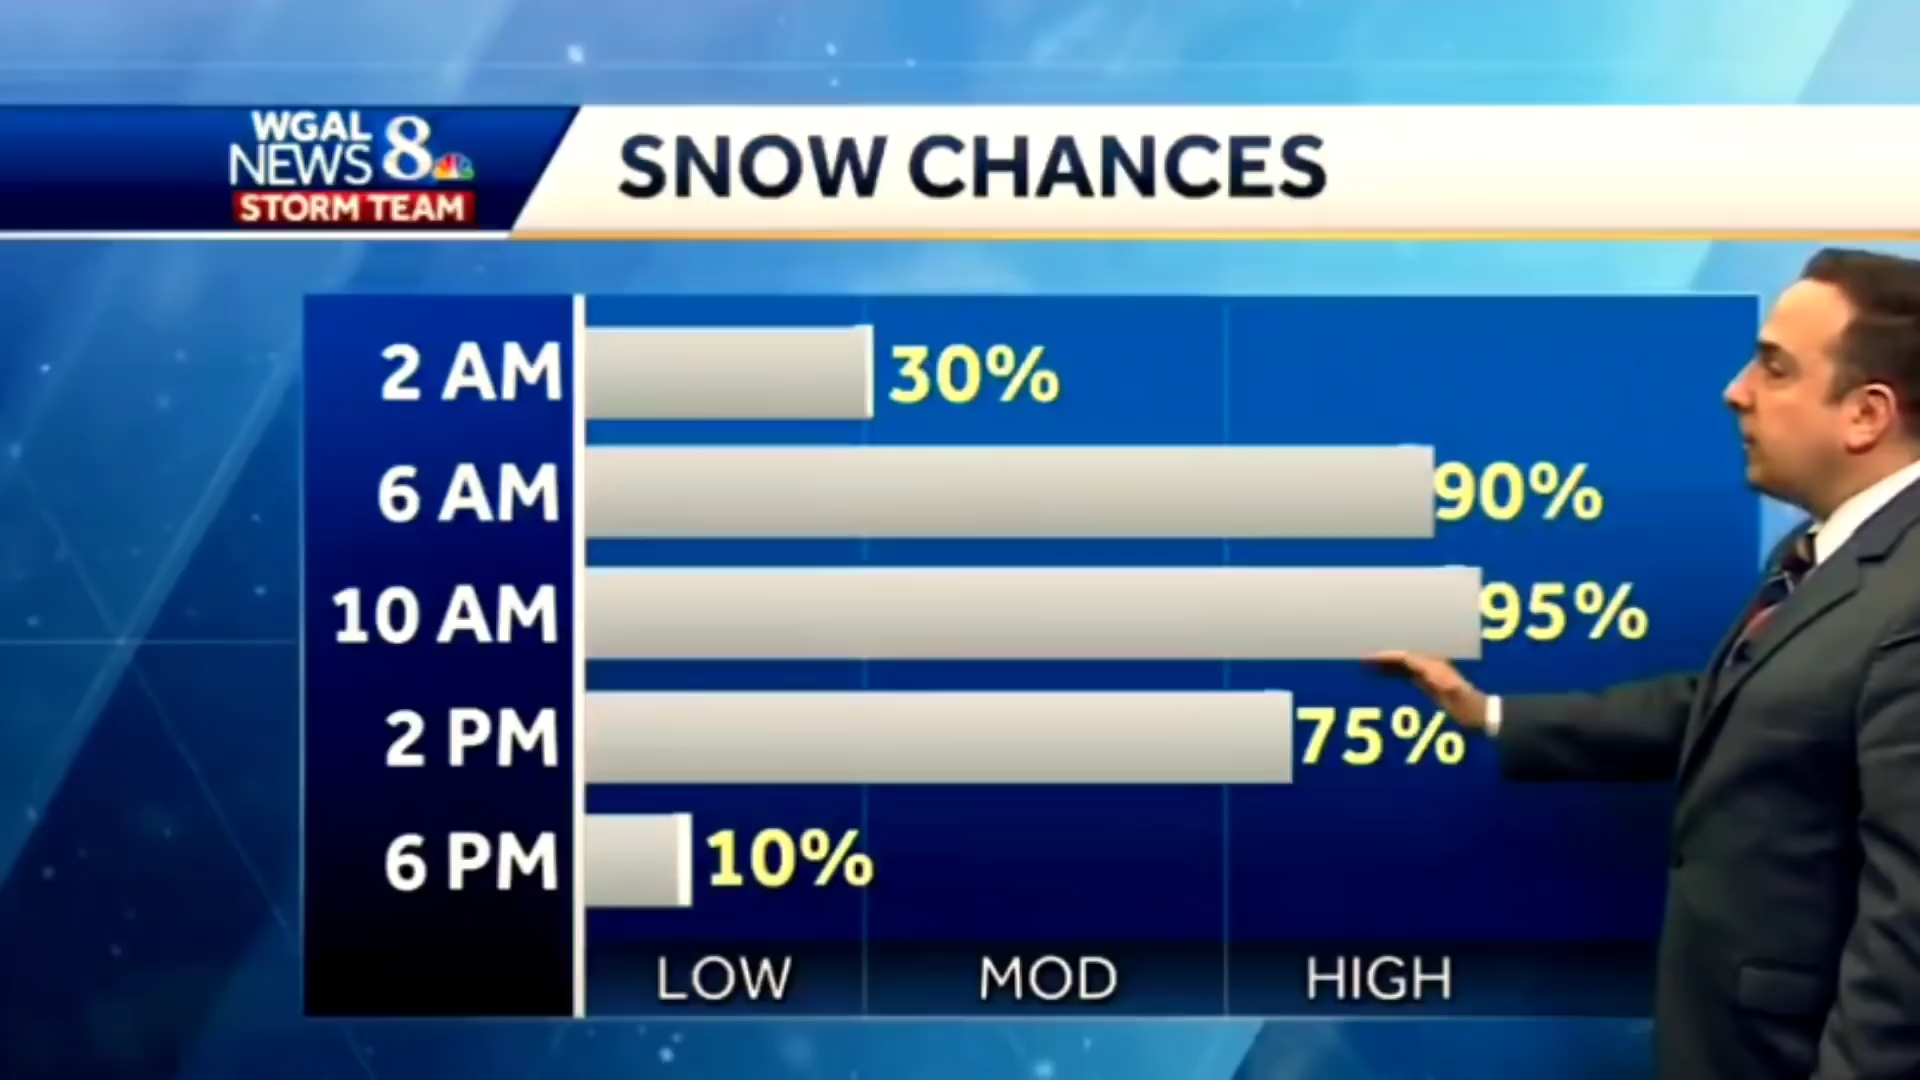 WGAL
NEWS 8
STORM TEAM
SNOW CHANCES
2 AM 30%
6 AM 90%
10 AM 95%
2 PM 75%
6 PM 10%
LOW MOD HIGH